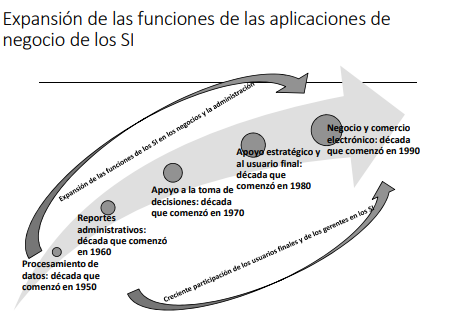 Expansión de las funciones de las aplicaciones de
negocio de los SI
Expansión de las funciones de los SI en los negocios y la administración
Negocio y comercio
electrónico: década
que comenzó en 1990
Apoyo estratégico y
al usuario final:
década que
comenzó en 1980
Apoyo a la toma de
decisiones: década
que comenzó en 1970
Reportes
administrativos:
década que comenzó
en 1960
Procesamiento de
datos: década que
comenzó en 1950
Creciente participación de los usuarios finales y de los gerentes en los SI